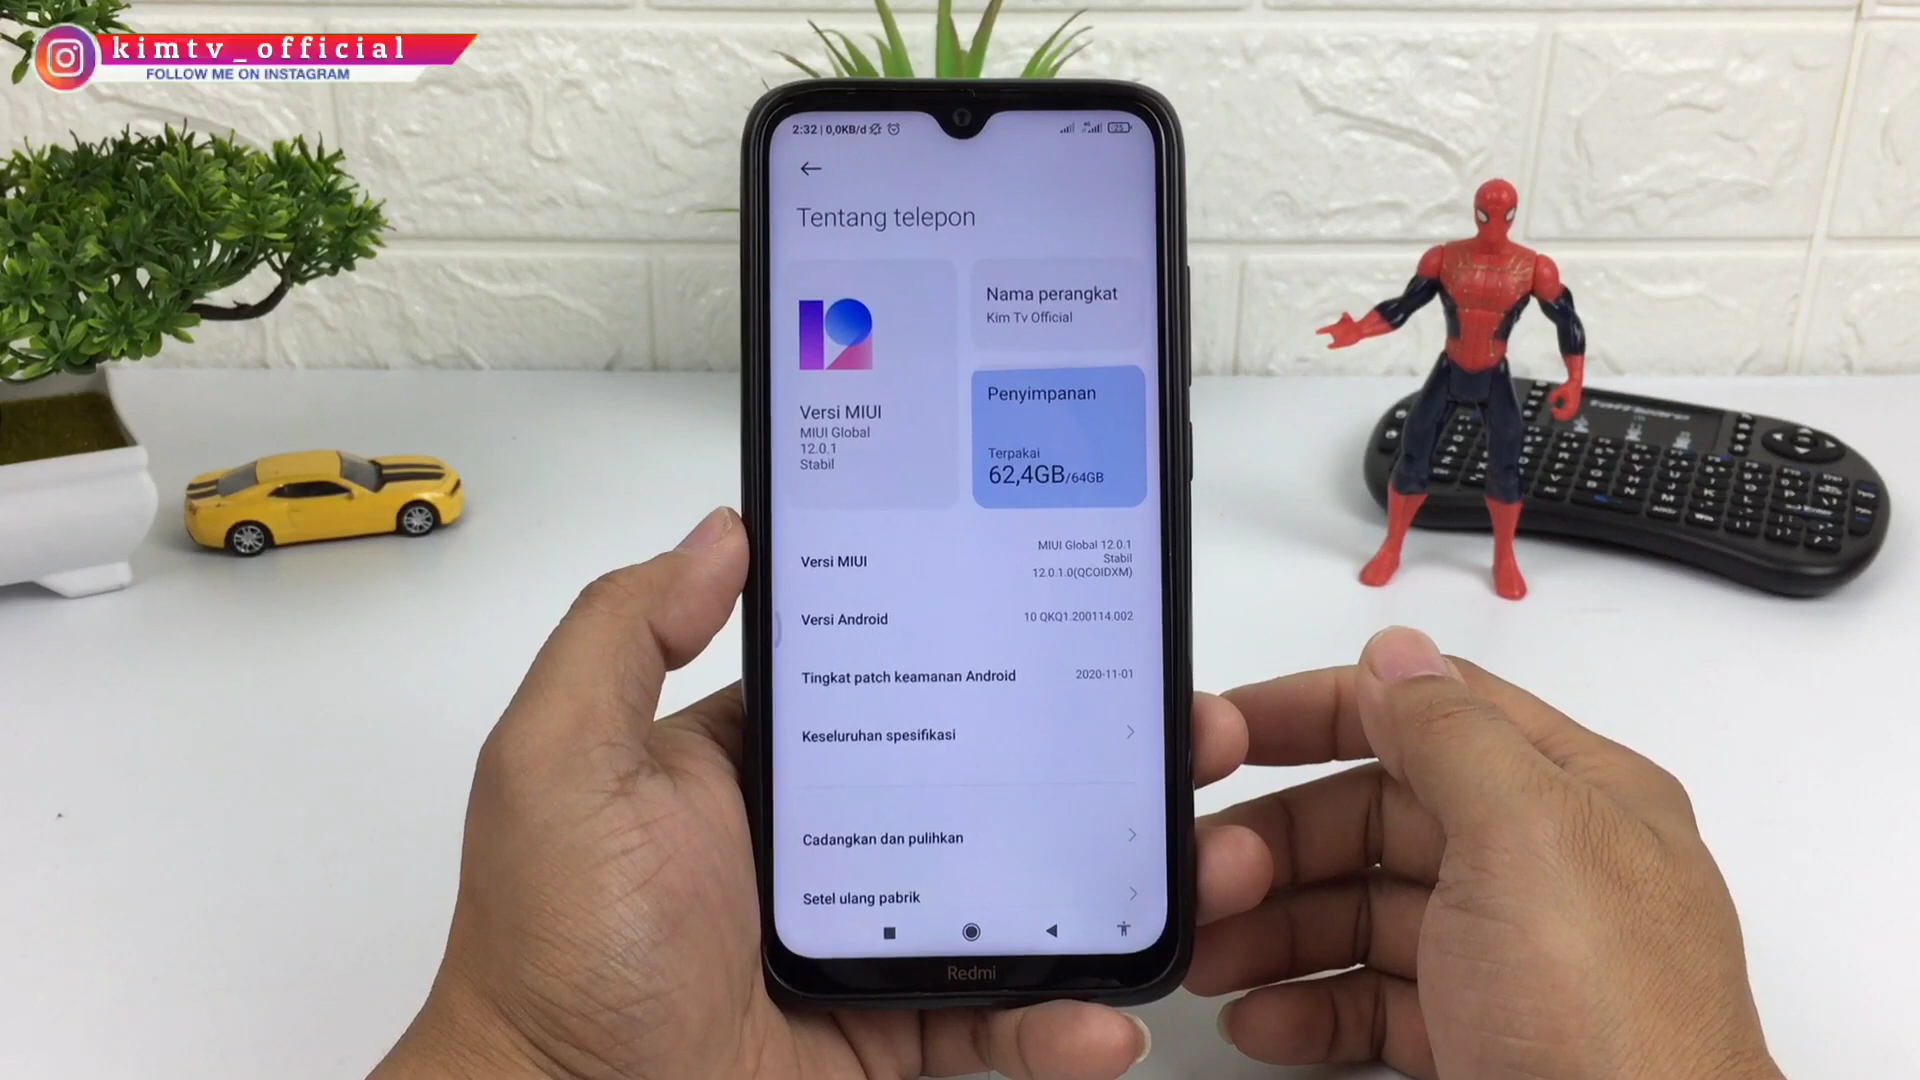 kimtv_official
FOLLOW ME ON INSTAGRAM
2:32 | 0,0KB/d
25
Tentang telepon
Versi MIUI
MIUI Global
12.0.1
Stabil
Nama perangkat
Kim Tv Official
Penyimpanan
Terpakai
62,4GB/64GB
Versi MIUI
MIUI Global 12.0.1
Stabil
12.0.1.0(QCOIDXM)
Versi Android
10 QKQ1.200114.002
Tingkat patch keamanan Android
2020-11-01
Keseluruhan spesifikasi
Cadangkan dan pulihkan
Setel ulang pabrik
Redmi